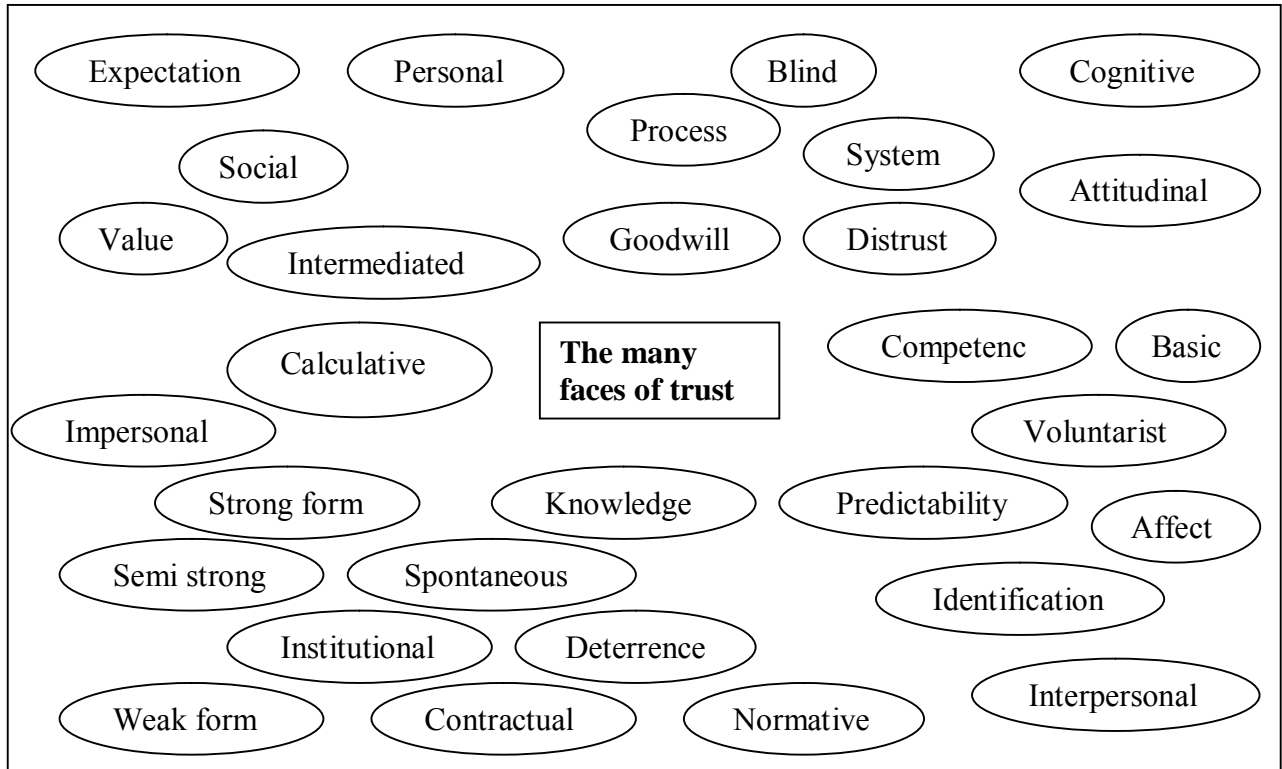 Expectation
Personal
Blind
Cognitive
Process
System
Social
Attitudinal
Value
Intermediated
Goodwill
Distrust
The many
faces of trust
Calculative
Competenc
Basic
Impersonal
Voluntarist
Strong form
Knowledge
Predictability
Affect
Semi strong
Spontaneous
Identification
Institutional
Deterrence
Interpersonal
Weak form
Contractual
Normative